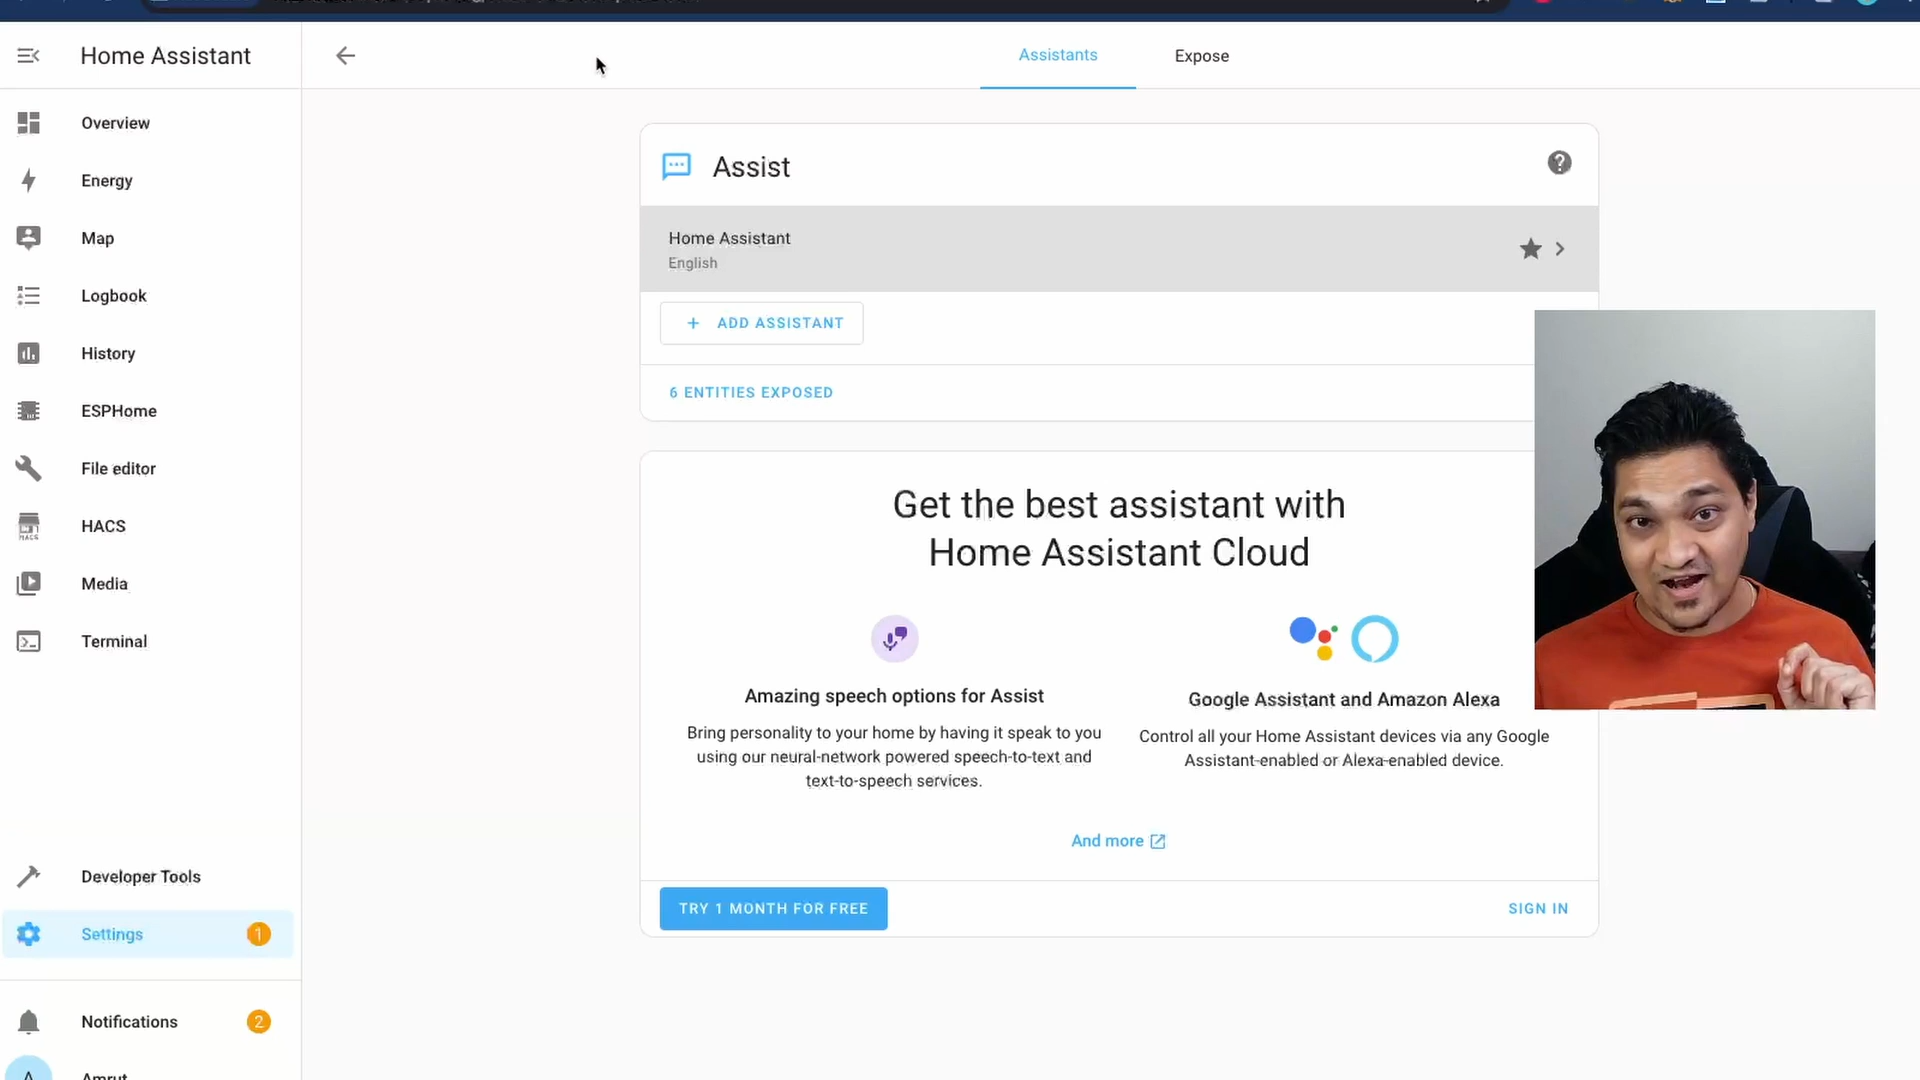 Home Assistant
Assistants
Expose
Overview
Energy
Map
Logbook
History
ESPHome
File editor
HACS
HACS
Media
Terminal
Developer Tools
Settings
1
Notifications
2
A
Amrut
Assist
Home Assistant
English
+ ADD ASSISTANT
6 ENTITIES EXPOSED
Get the best assistant with
Home Assistant Cloud
Amazing speech options for Assist
Bring personality to your home by having it speak to you
using our neural-network powered speech-to-text and
text-to-speech services.
Google Assistant and Amazon Alexa
Control all your Home Assistant devices via any Google
Assistant-enabled or Alexa-enabled device.
And more
TRY 1 MONTH FOR FREE
SIGN IN